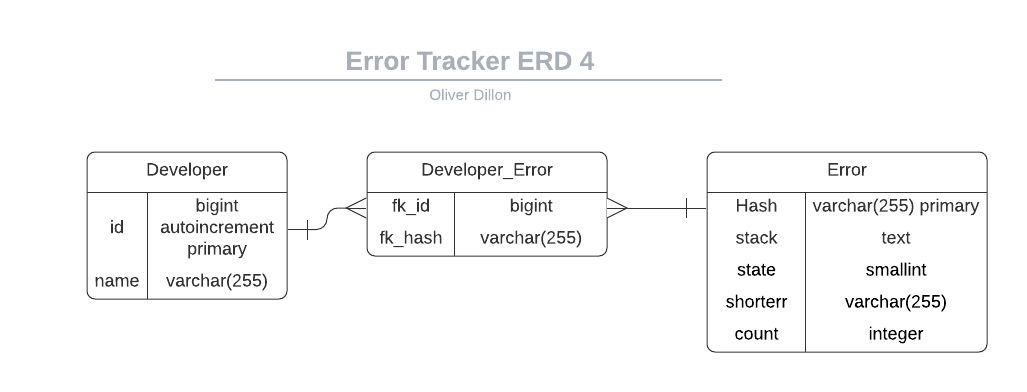 Error Tracker ERD 4
Oliver Dillon
Developer
id
bigint
autoincrement
primary
name varchar(255)
Developer_Error
fk_id bigint
fk_hash varchar(255)
Error
Hash varchar(255) primary
stack text
state smallint
shorterr varchar(255)
count integer